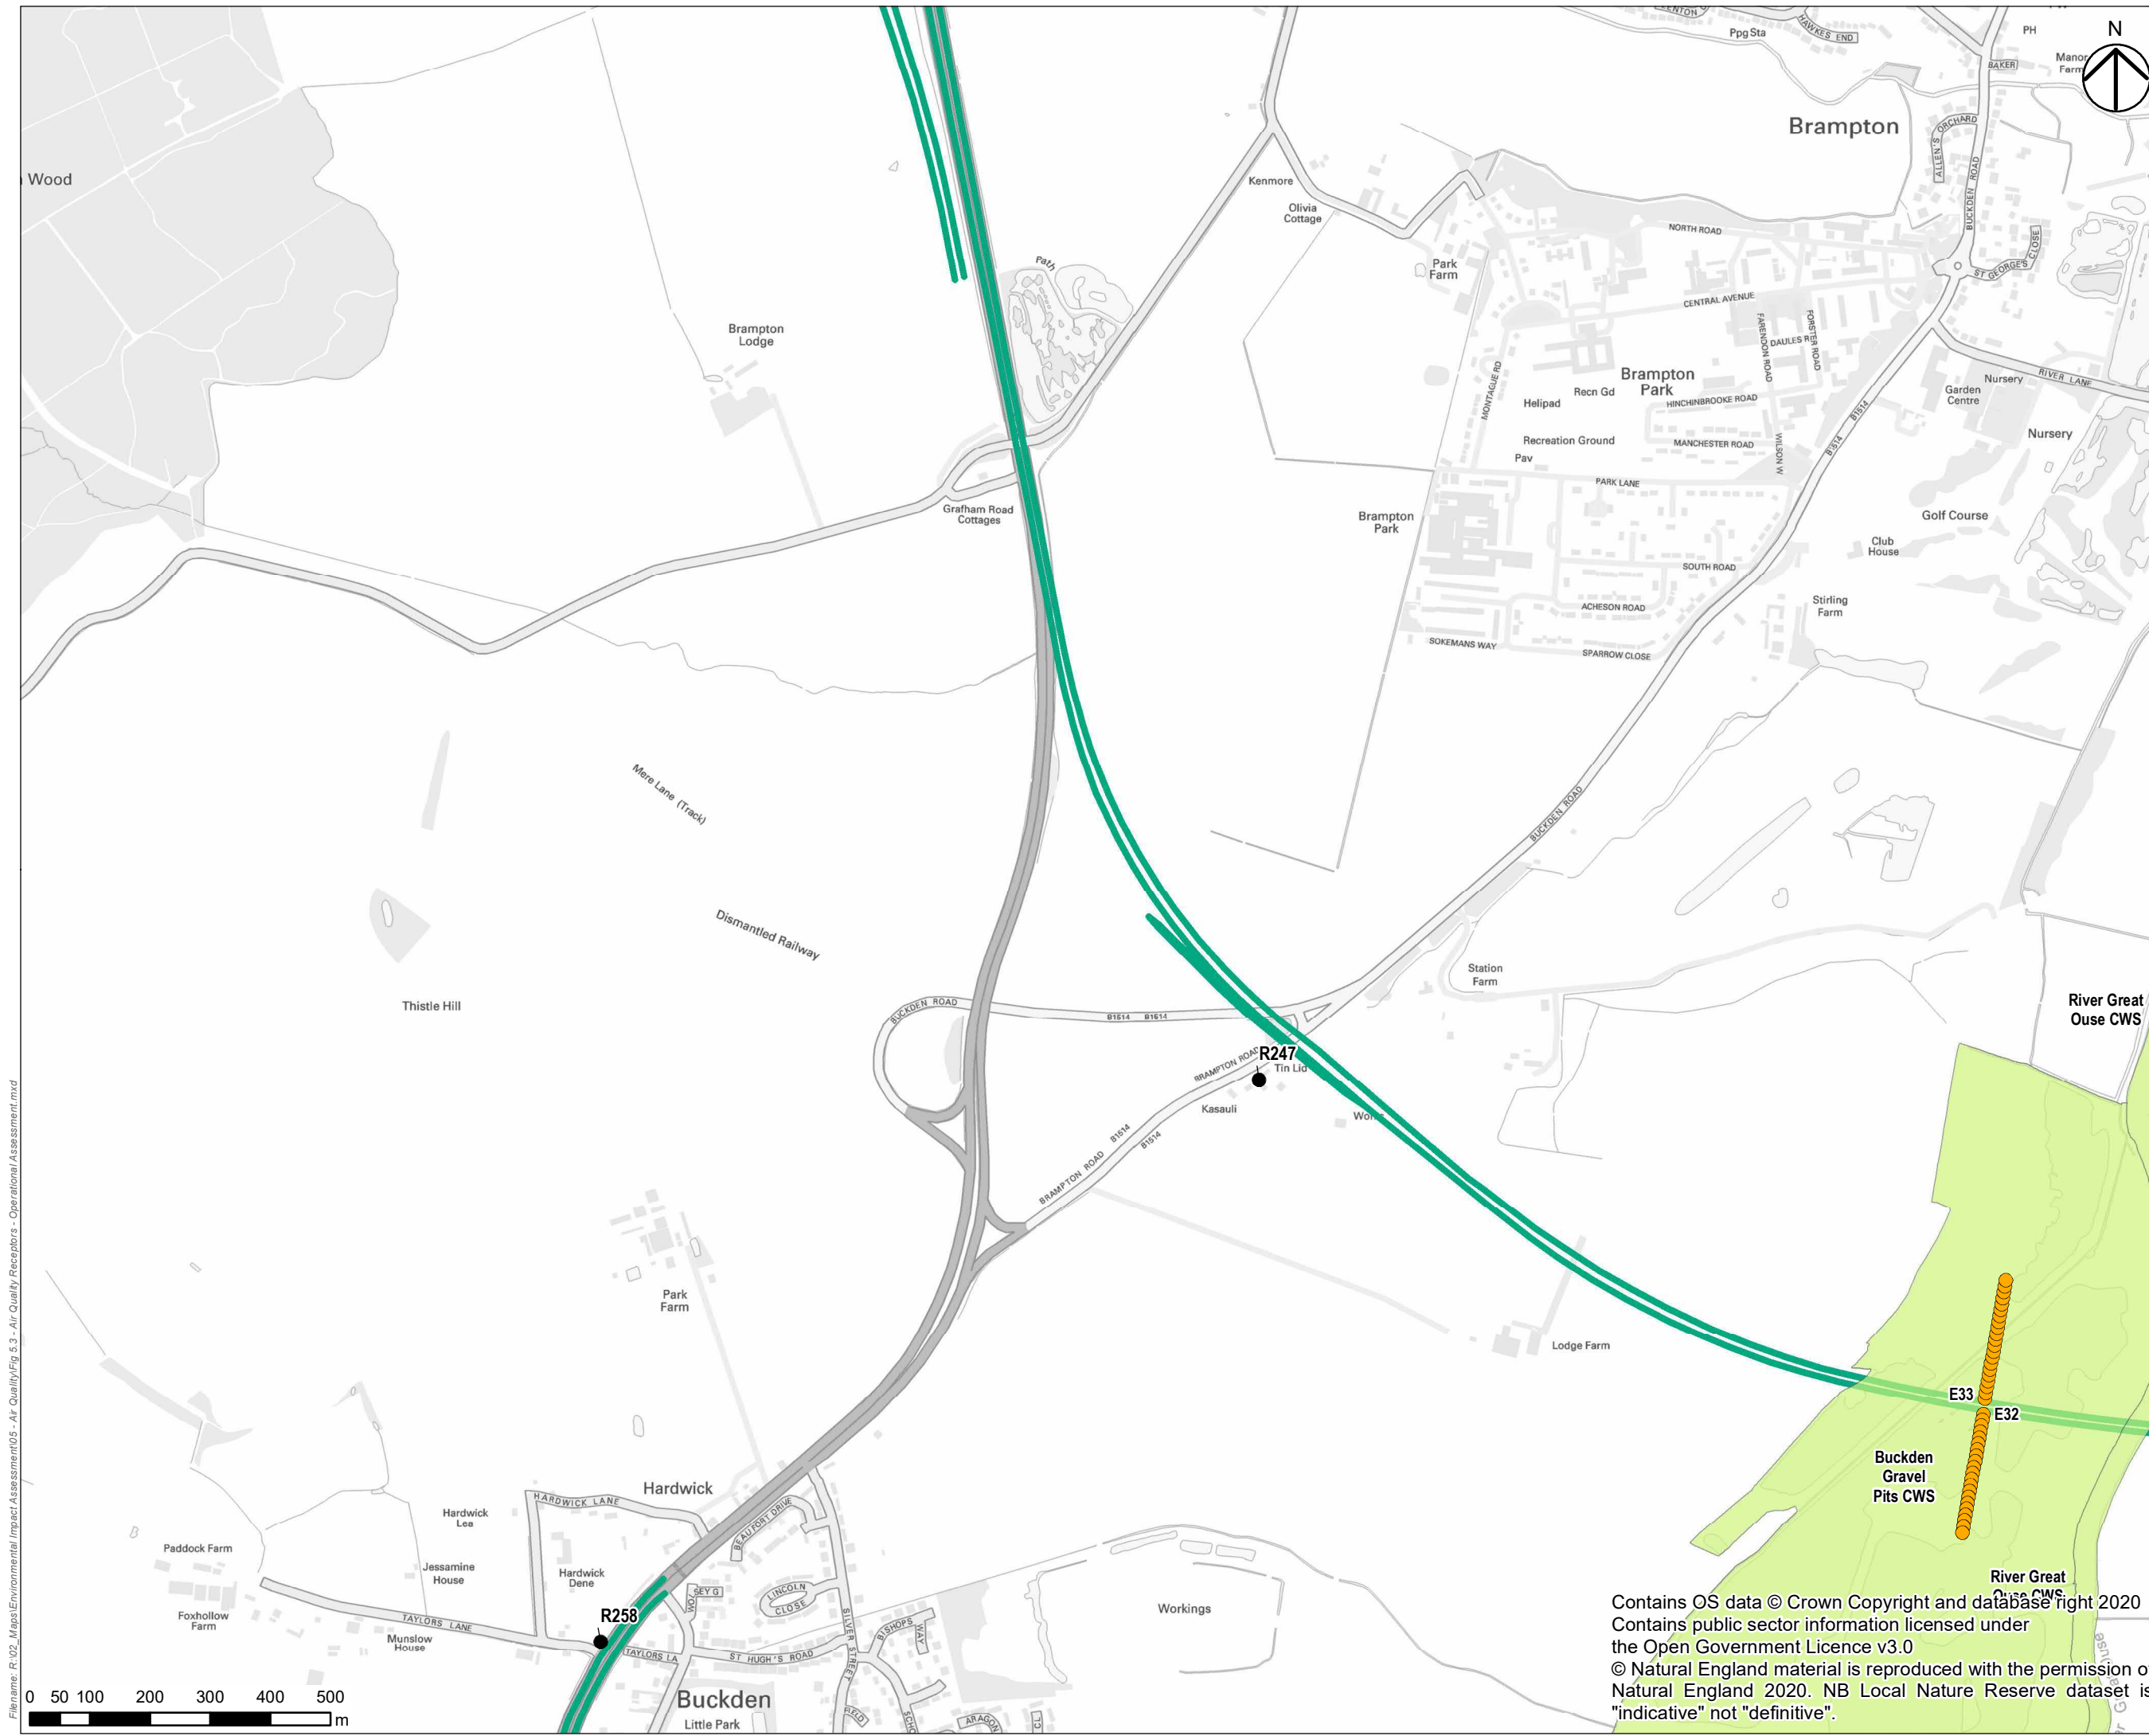 HAWKES END
Ppg Sta
PH
N
BAKER
Manor
Farm
Brampton
ALLEN'S ORCHARD
BUCKDEN ROAD
Wood
Kenmore
Olivia
Cottage
NORTH ROAD
ST GEORGE'S CLOSE
Path
Park
Farm
CENTRAL AVENUE
FARENDON ROAD
FORSTER ROAD
DAULES R
Brampton
Lodge
MONTAGUE RD
Brampton
Park
Recn Gd
Helipad
HINCHINBROOKE ROAD
Garden
Centre
Nursery
RIVER LANE
B1514
B1514
Nursery
Recreation Ground
MANCHESTER ROAD
WILSON W
Pav
PARK LANE
Grafham Road
Cottages
Brampton
Park
Golf Course
Club
House
SOUTH ROAD
ACHESON ROAD
Stirling
Farm
SOKEMANS WAY
SPARROW CLOSE
Mere Lane (Track)
BUCKDEN ROAD
Dismantled Railway
Station
Farm
Thistle Hill
BUCKDEN ROAD
B1514
B1514
River Great
Ouse CWS
BRAMPTON ROAD
R247
Tin Lid
Kasauli
Works
B1514
B1514
BRAMPTON ROAD
Park
Farm
Lodge Farm
E33
E32
Buckden
Gravel
Pits CWS
Hardwick
HARDWICK LANE
BEAUFORT DRIVE
Hardwick
Lea
Paddock Farm
Jessamine
House
Hardwick
Dene
SEY G
MOW
LINCOLN
CLOSE
Foxhollow
Farm
TAYLORS LANE
Munslow
House
R258
TAYLORS LA
ST HUGH'S ROAD
SILVER STREET
BISHOPS WAY
Workings
River Great
Ouse CWS
Buckden
Little Park
FIELD
SCHO
ARAGON
CL
0 50 100 200 300 400 500
m
Contains OS data © Crown Copyright and database right 2020
Contains public sector information licensed under
the Open Government Licence v3.0
© Natural England material is reproduced with the permission of
Natural England 2020. NB Local Nature Reserve dataset is
"indicative" not "definitive".
Filename: R:\02_Maps\Environmental Impact Assessment\05 - Air Quality\Fig 5.3 - Air Quality Receptors - Operational Assessment.mxd